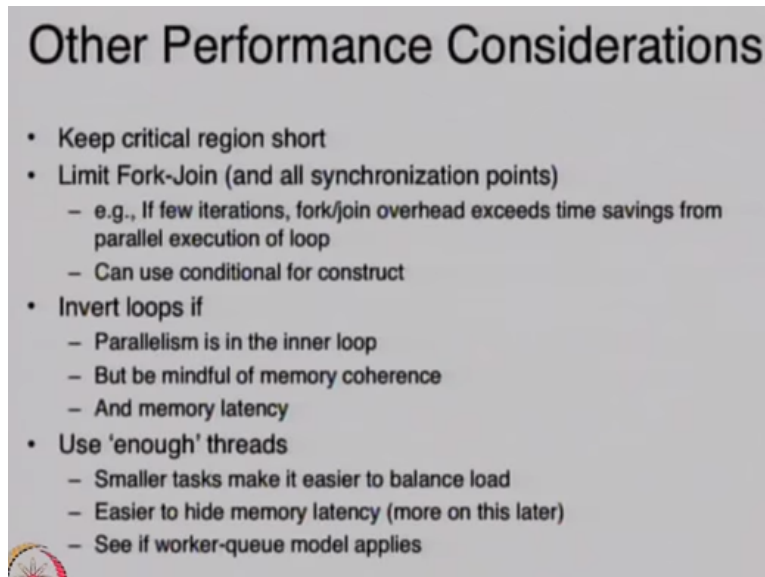 Other Performance Considerations
• Keep critical region short
• Limit Fork-Join (and all synchronization points)
– e.g., If few iterations, fork/join overhead exceeds time savings from
parallel execution of loop
– Can use conditional for construct
• Invert loops if
– Parallelism is in the inner loop
– But be mindful of memory coherence
– And memory latency
• Use 'enough' threads
– Smaller tasks make it easier to balance load
– Easier to hide memory latency (more on this later)
– See if worker-queue model applies